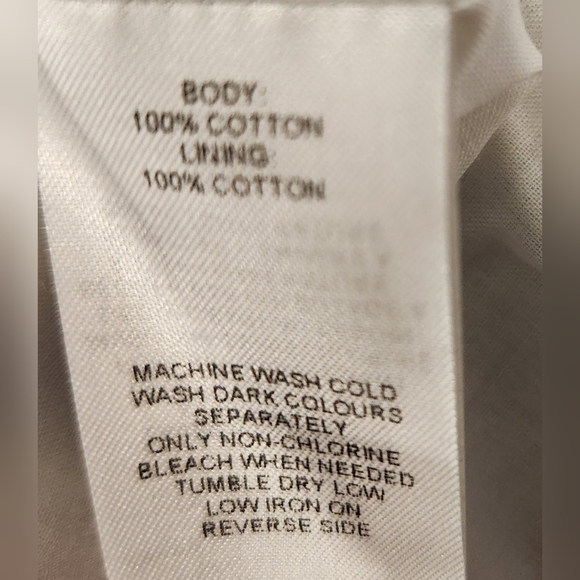 BODY:
100% COTTON
LINING:
100% COTTON
MACHINE WASH COLD
WASH DARK COLOURS
SEPARATELY
ONLY NON-CHLORINE
BLEACH WHEN NEEDED
TUMBLE DRY LOW
LOW IRON ON
REVERSE SIDE